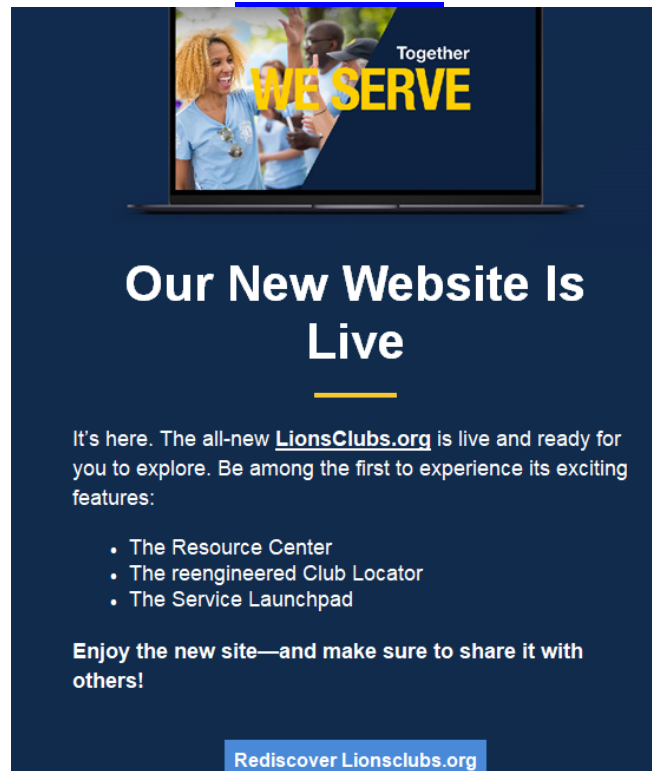 Together
WE SERVE
Our New Website Is
Live
It's here. The all-new LionsClubs.org is live and ready for
you to explore. Be among the first to experience its exciting
features:
• The Resource Center
• The reengineered Club Locator
• The Service Launchpad
Enjoy the new site—and make sure to share it with
others!
Rediscover Lionsclubs.org